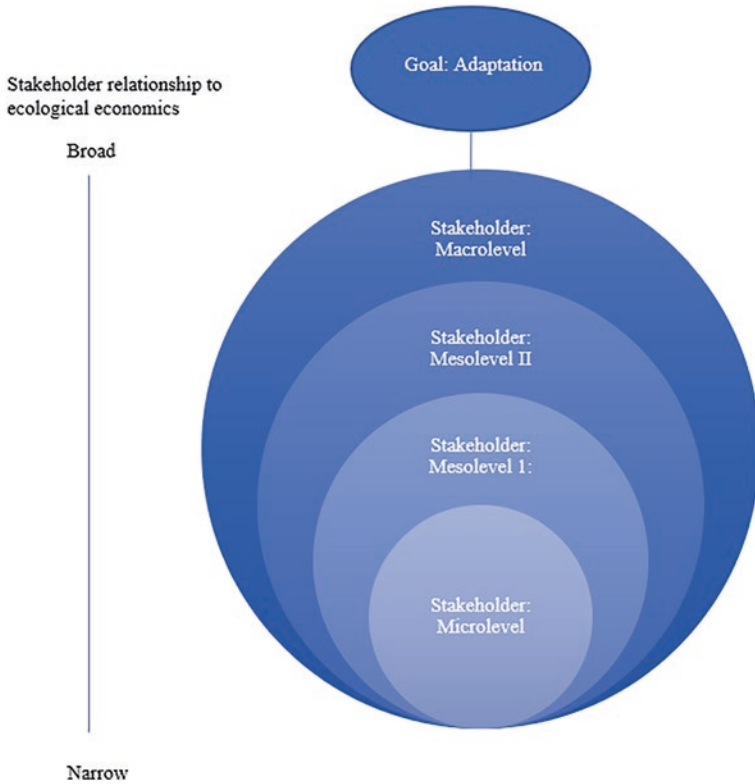 Goal: Adaptation
Stakeholder relationship to
ecological economics
Broad
Stakeholder:
Macrolevel
Stakeholder:
Mesolevel II
Stakeholder:
Mesolevel 1:
Stakeholder:
Microlevel
Narrow